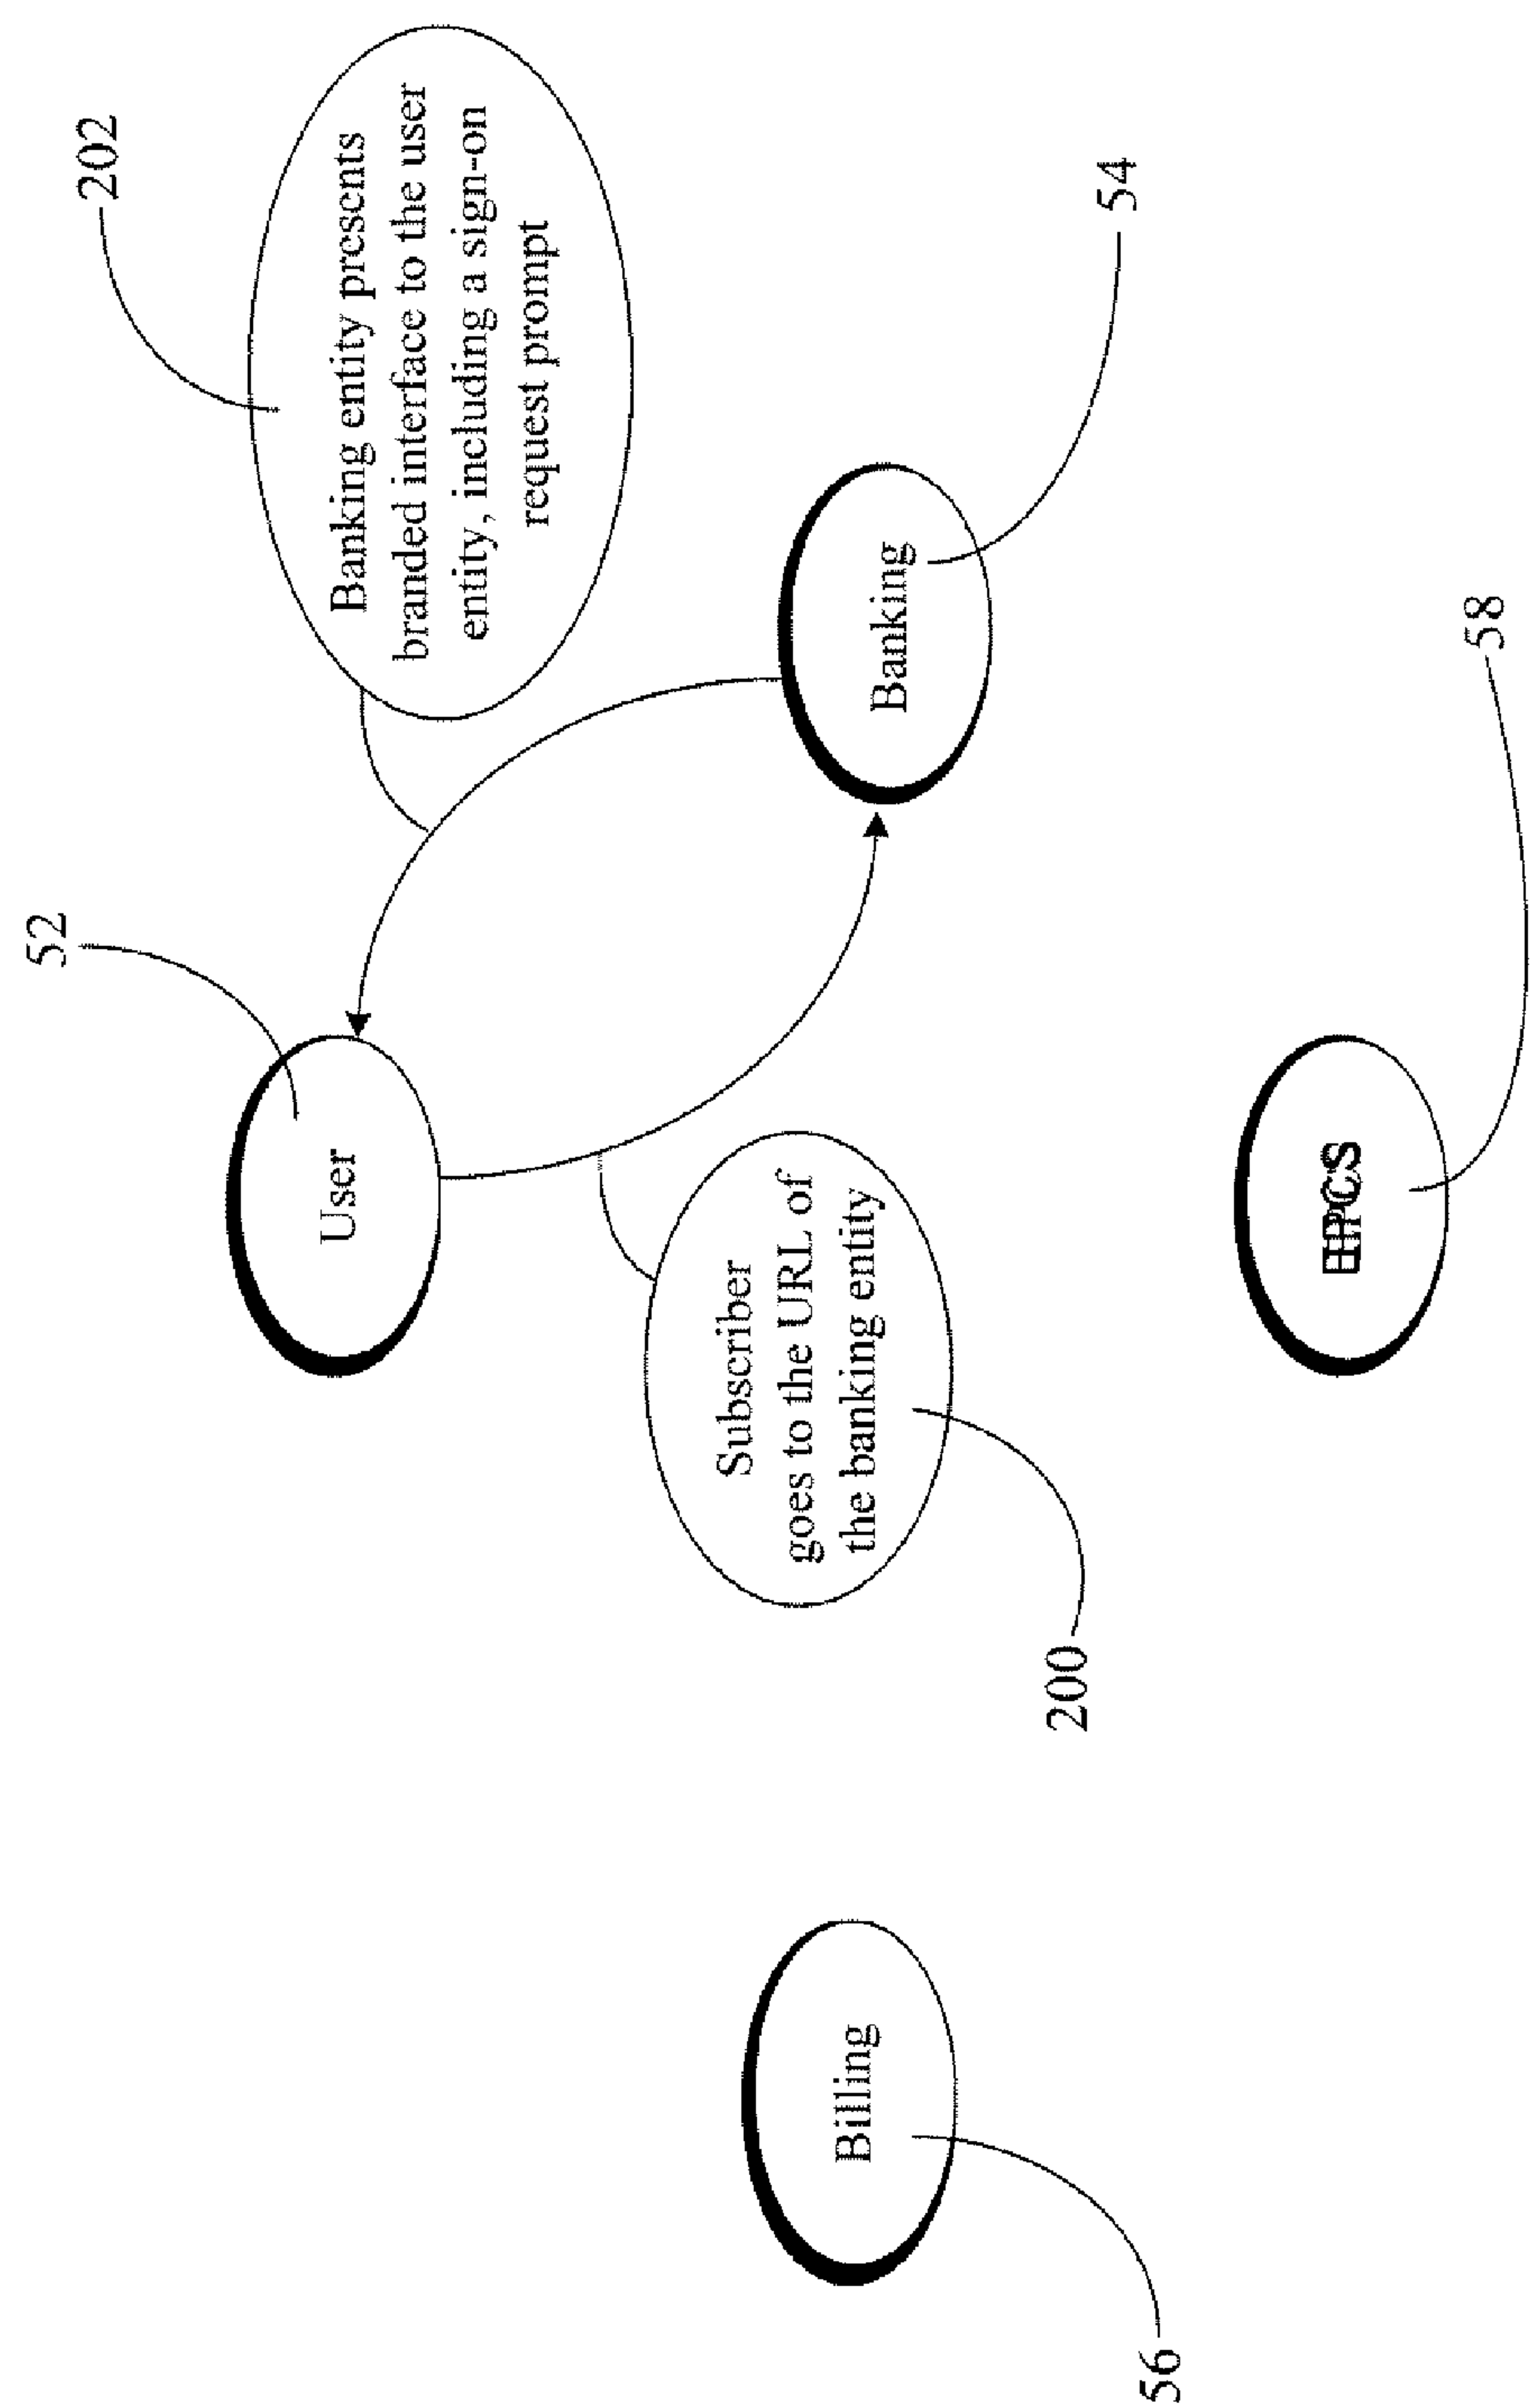 52
202
User
Banking entity presents
branded interface to the user
entity, including a sign-on
request prompt
Subscriber
goes to the URL of
the banking entity
Billing
Banking
200
54
56
58